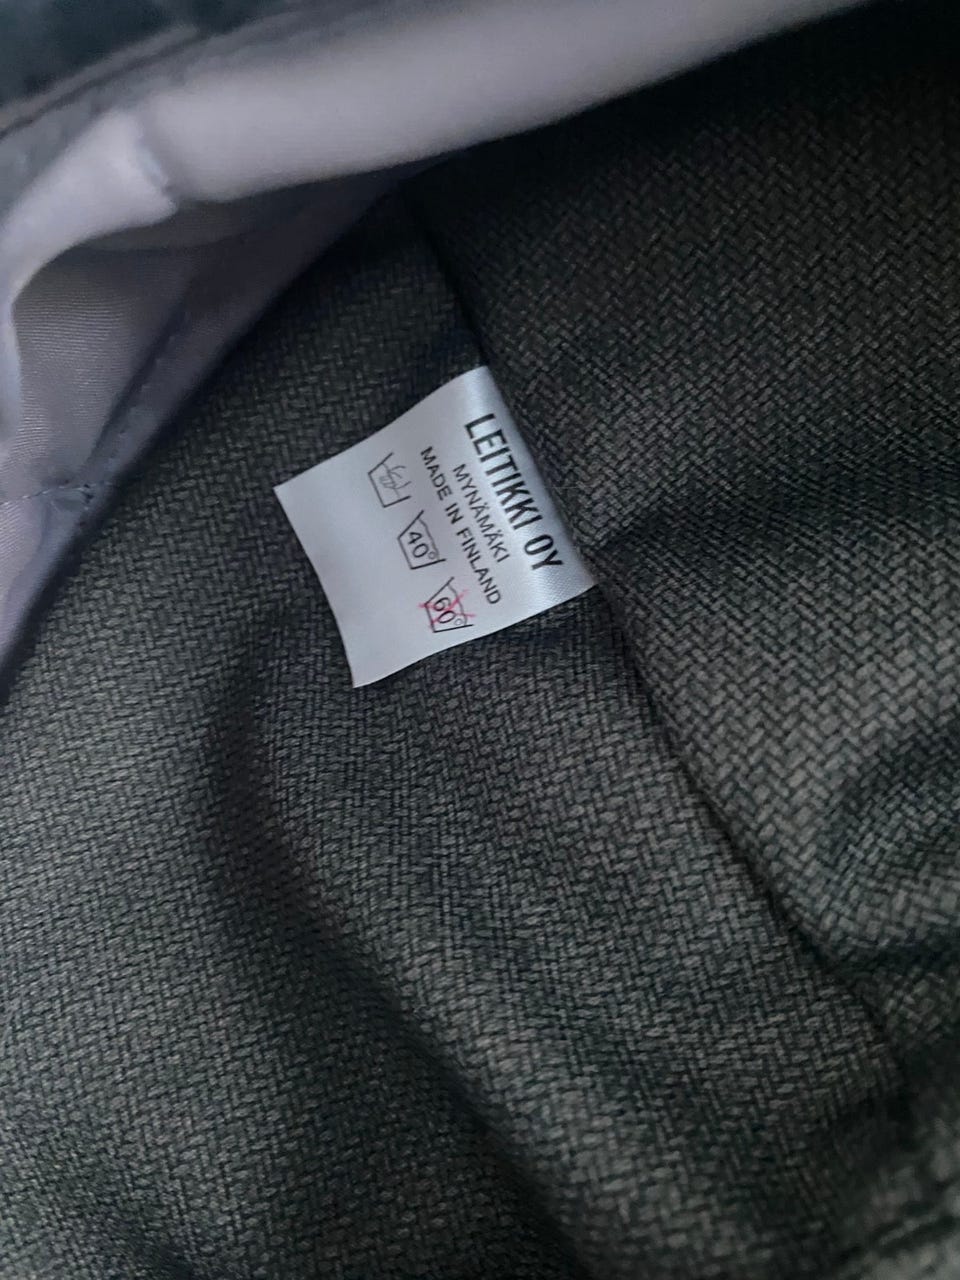 LEITIKKI OY
MYNÄMÄKI
MADE IN FINLAND
40° 60°